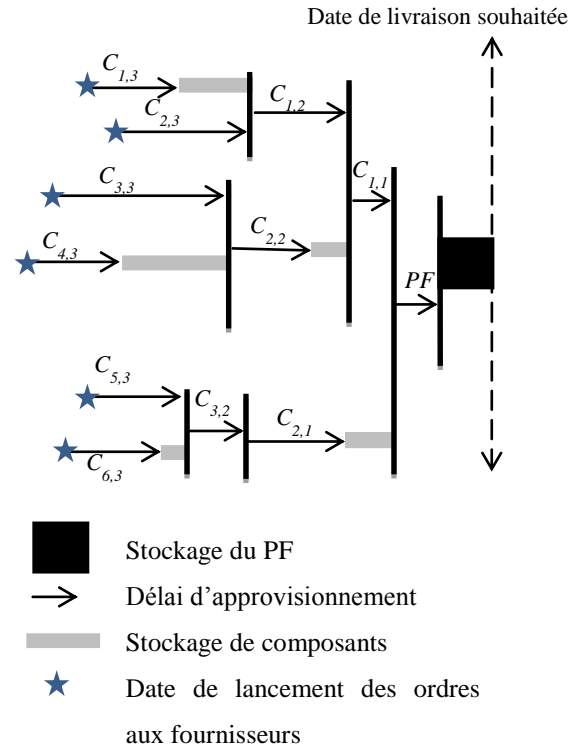 Date de livraison souhaitée
C1,3
C2,3
C1,2
C3,3
C1,1
C4,3
C2,2
PF
C5,3
C3,2
C2,1
C6,3
Stockage du PF
Délai d'approvisionnement
Stockage de composants
Date de lancement des ordres
aux fournisseurs